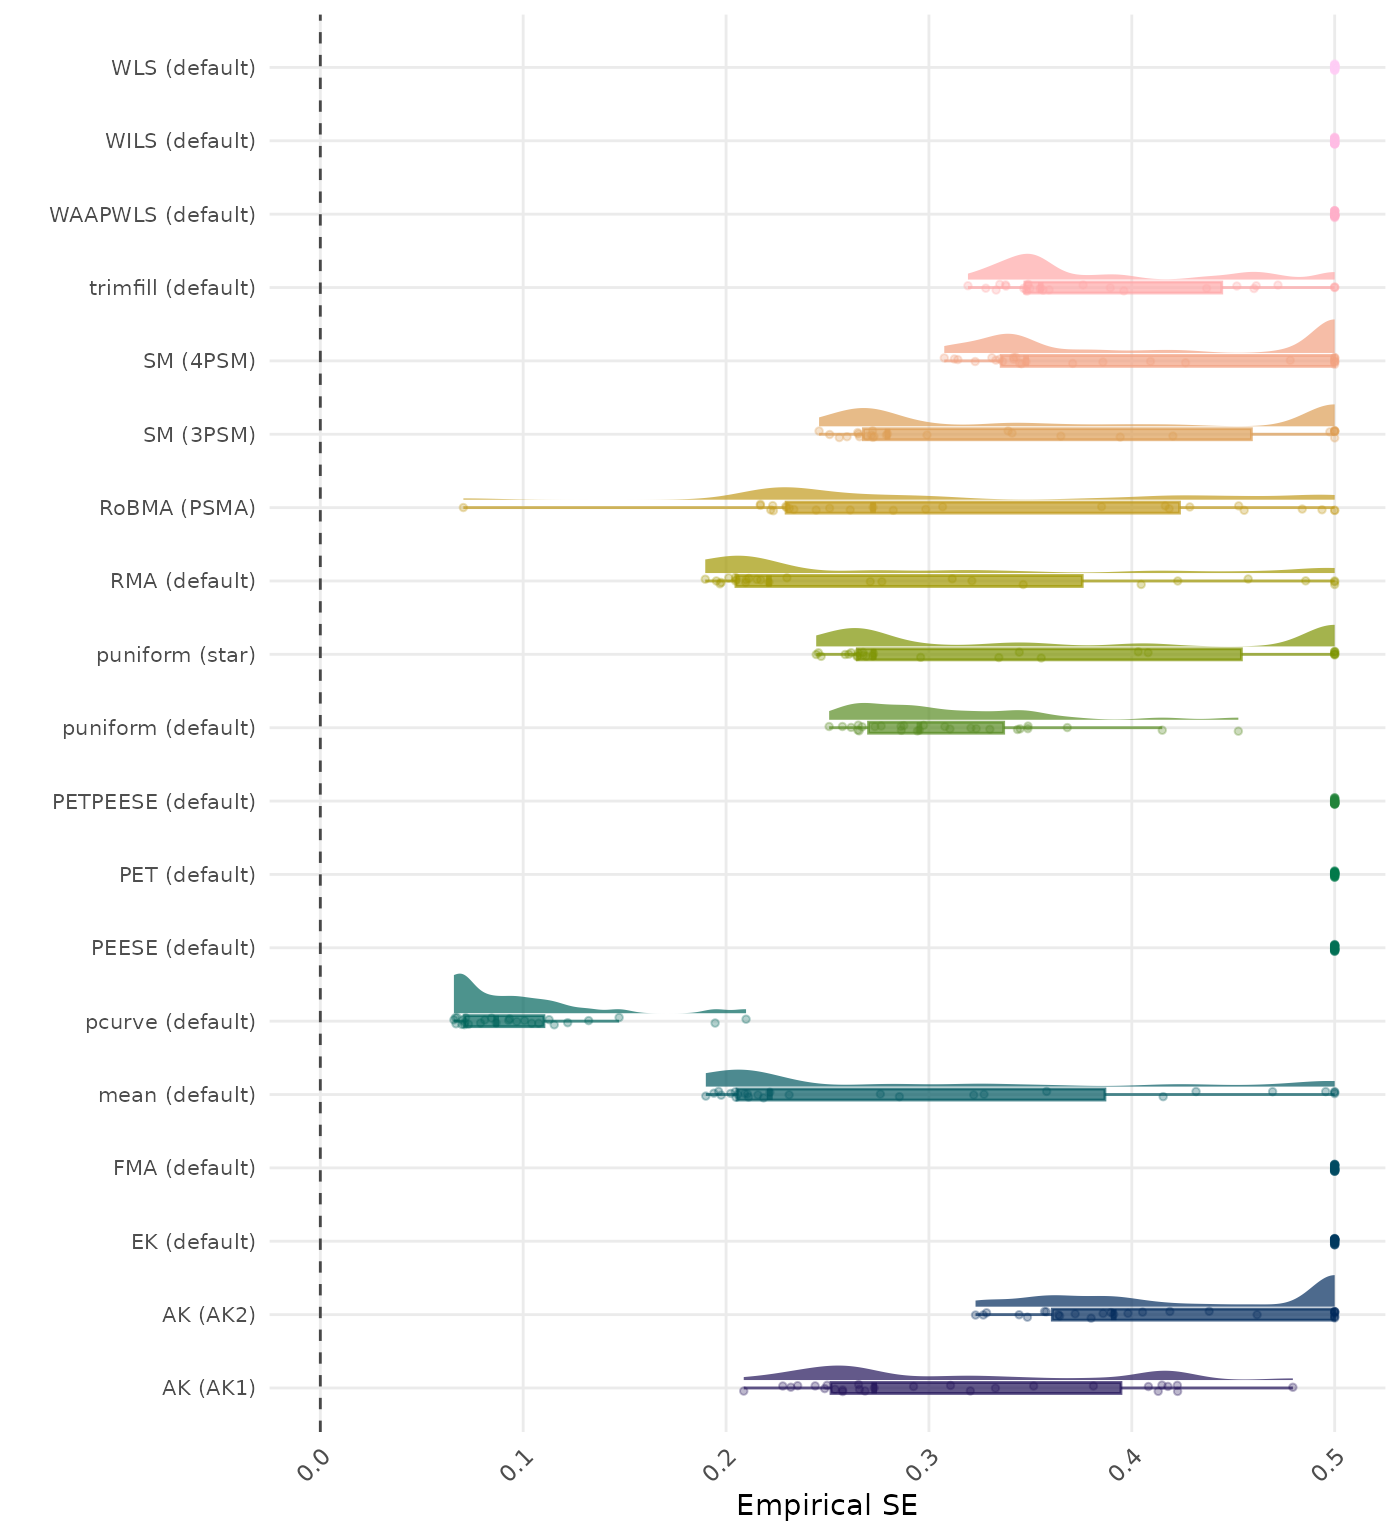 WLS (default)
WILS (default)
WAAPWLS (default)
trimfill (default)
SM (4PSM)
SM (3PSM)
RoBMA (PSMA)
RMA (default)
puniform (star)
puniform (default)
PETPEESE (default)
PET (default)
PEESE (default)
pcurve (default)
mean (default)
FMA (default)
EK (default)
AK (AK2)
AK (AK1)
0.0 0.1 0.2 0.3 0.4 0.5
Empirical SE